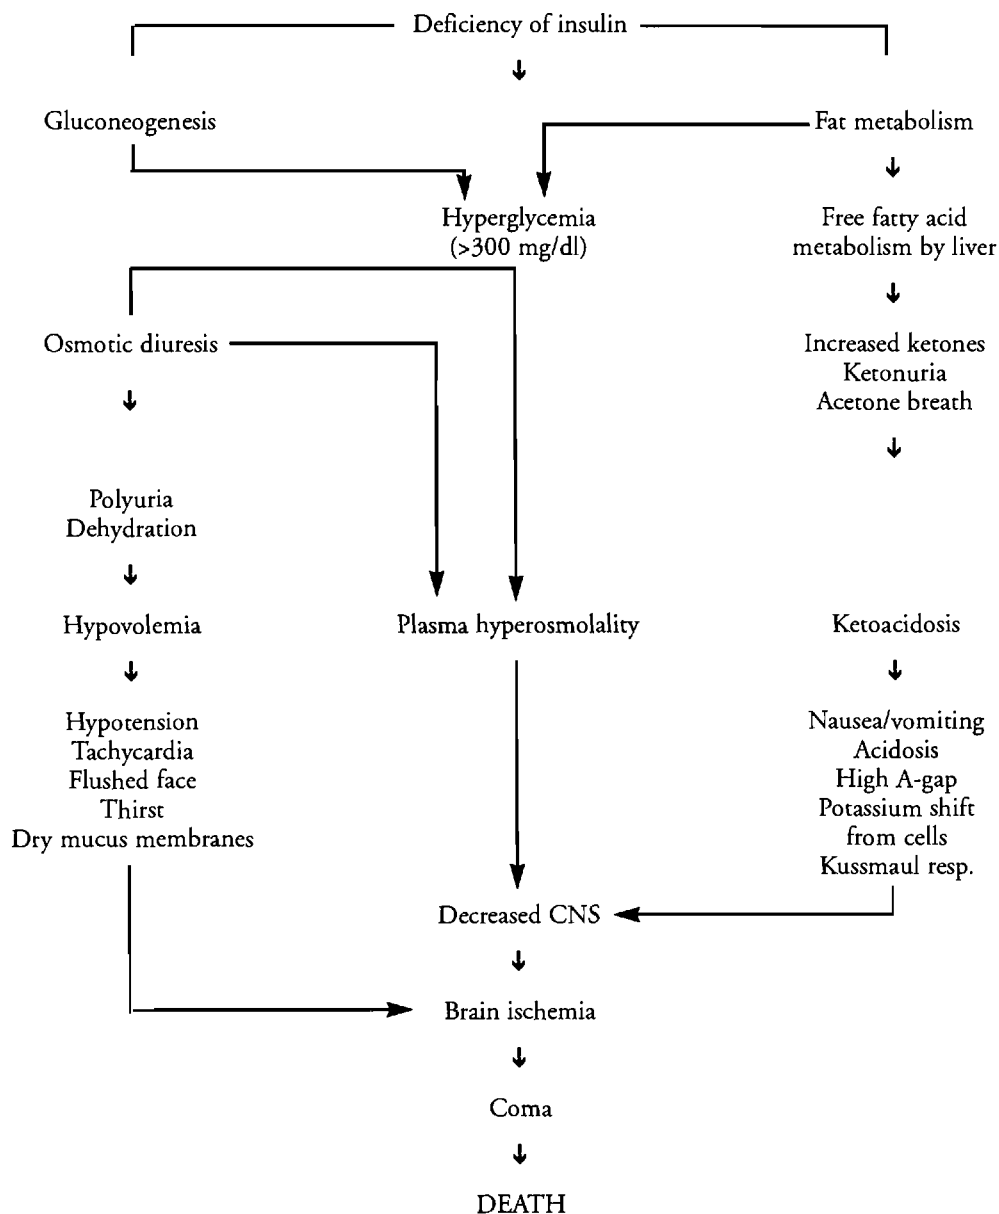 Deficiency of insulin
Gluconeogenesis
Fat metabolism
Hyperglycemia
(>300 mg/dl)
Free fatty acid
metabolism by liver
Osmotic diuresis
Increased ketones
Ketonuria
Acetone breath
Polyuria
Dehydration
Hypovolemia
Plasma hyperosmolality
Ketoacidosis
Hypotension
Tachycardia
Flushed face
Thirst
Dry mucus membranes
Nausea/vomiting
Acidosis
High A-gap
Potassium shift
from cells
Kussmaul resp.
Decreased CNS
Brain ischemia
Coma
DEATH